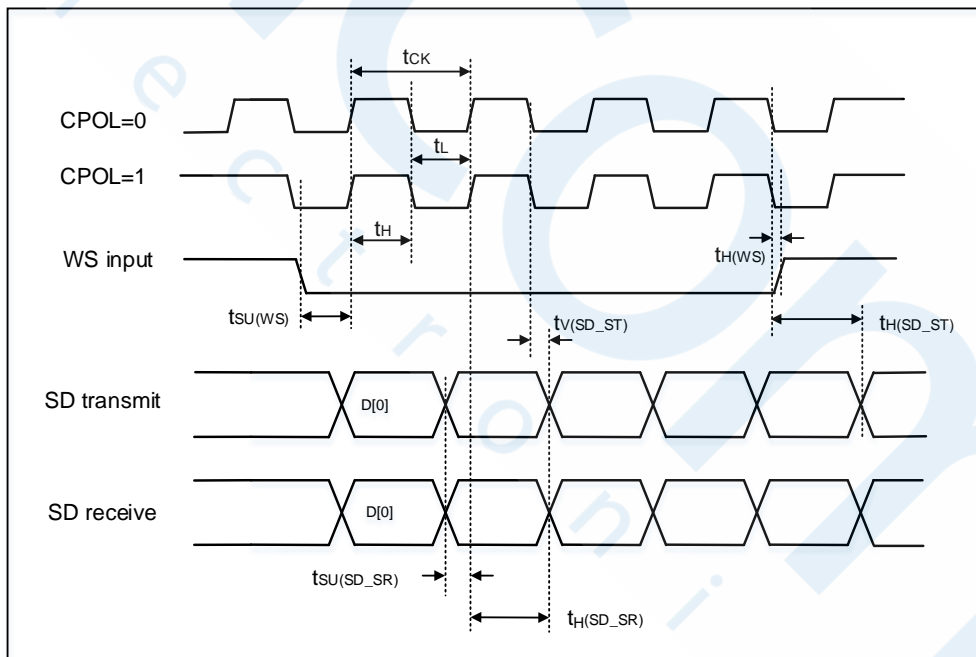 tCK
CPOL=0
tL
CPOL=1
tH
WS input
tH(WS)
tSU(WS)
tV(SD_ST)
tH(SD_ST)
SD transmit
D[0]
SD receive
D[0]
tSU(SD_SR)
tH(SD_SR)